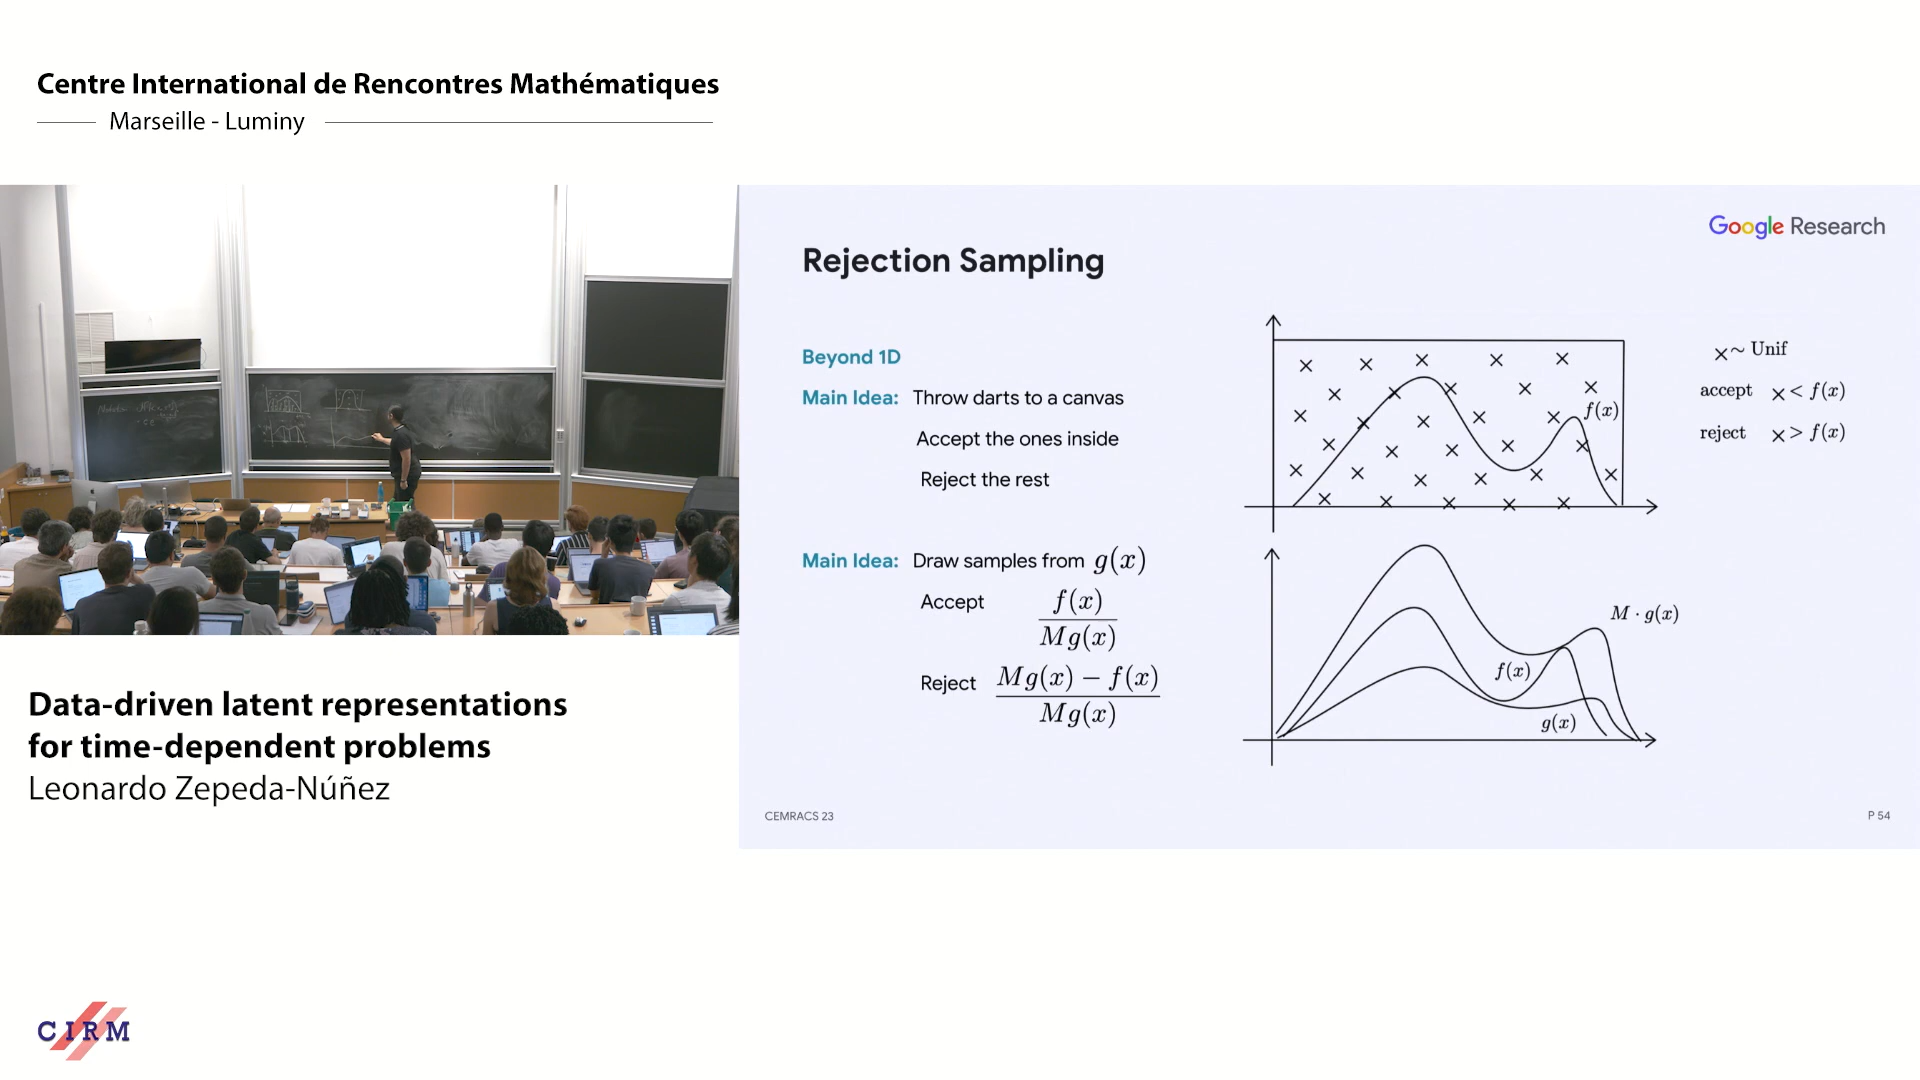 Centre International de Rencontres Mathématiques
Marseille - Luminy
Google Research
Rejection Sampling
Beyond 1D
Main Idea: Throw darts to a canvas
Accept the ones inside
Reject the rest
f(x)
×~ Unif
accept × < f(x)
reject × > f(x)
Main Idea: Draw samples from g(x)
Accept f(x) / Mg(x)
Reject Mg(x) − f(x) / Mg(x)
M · g(x)
f(x)
g(x)
CEMRACS 23
P 54
Data-driven latent representations
for time-dependent problems
Leonardo Zepeda-Núñez
CIRM